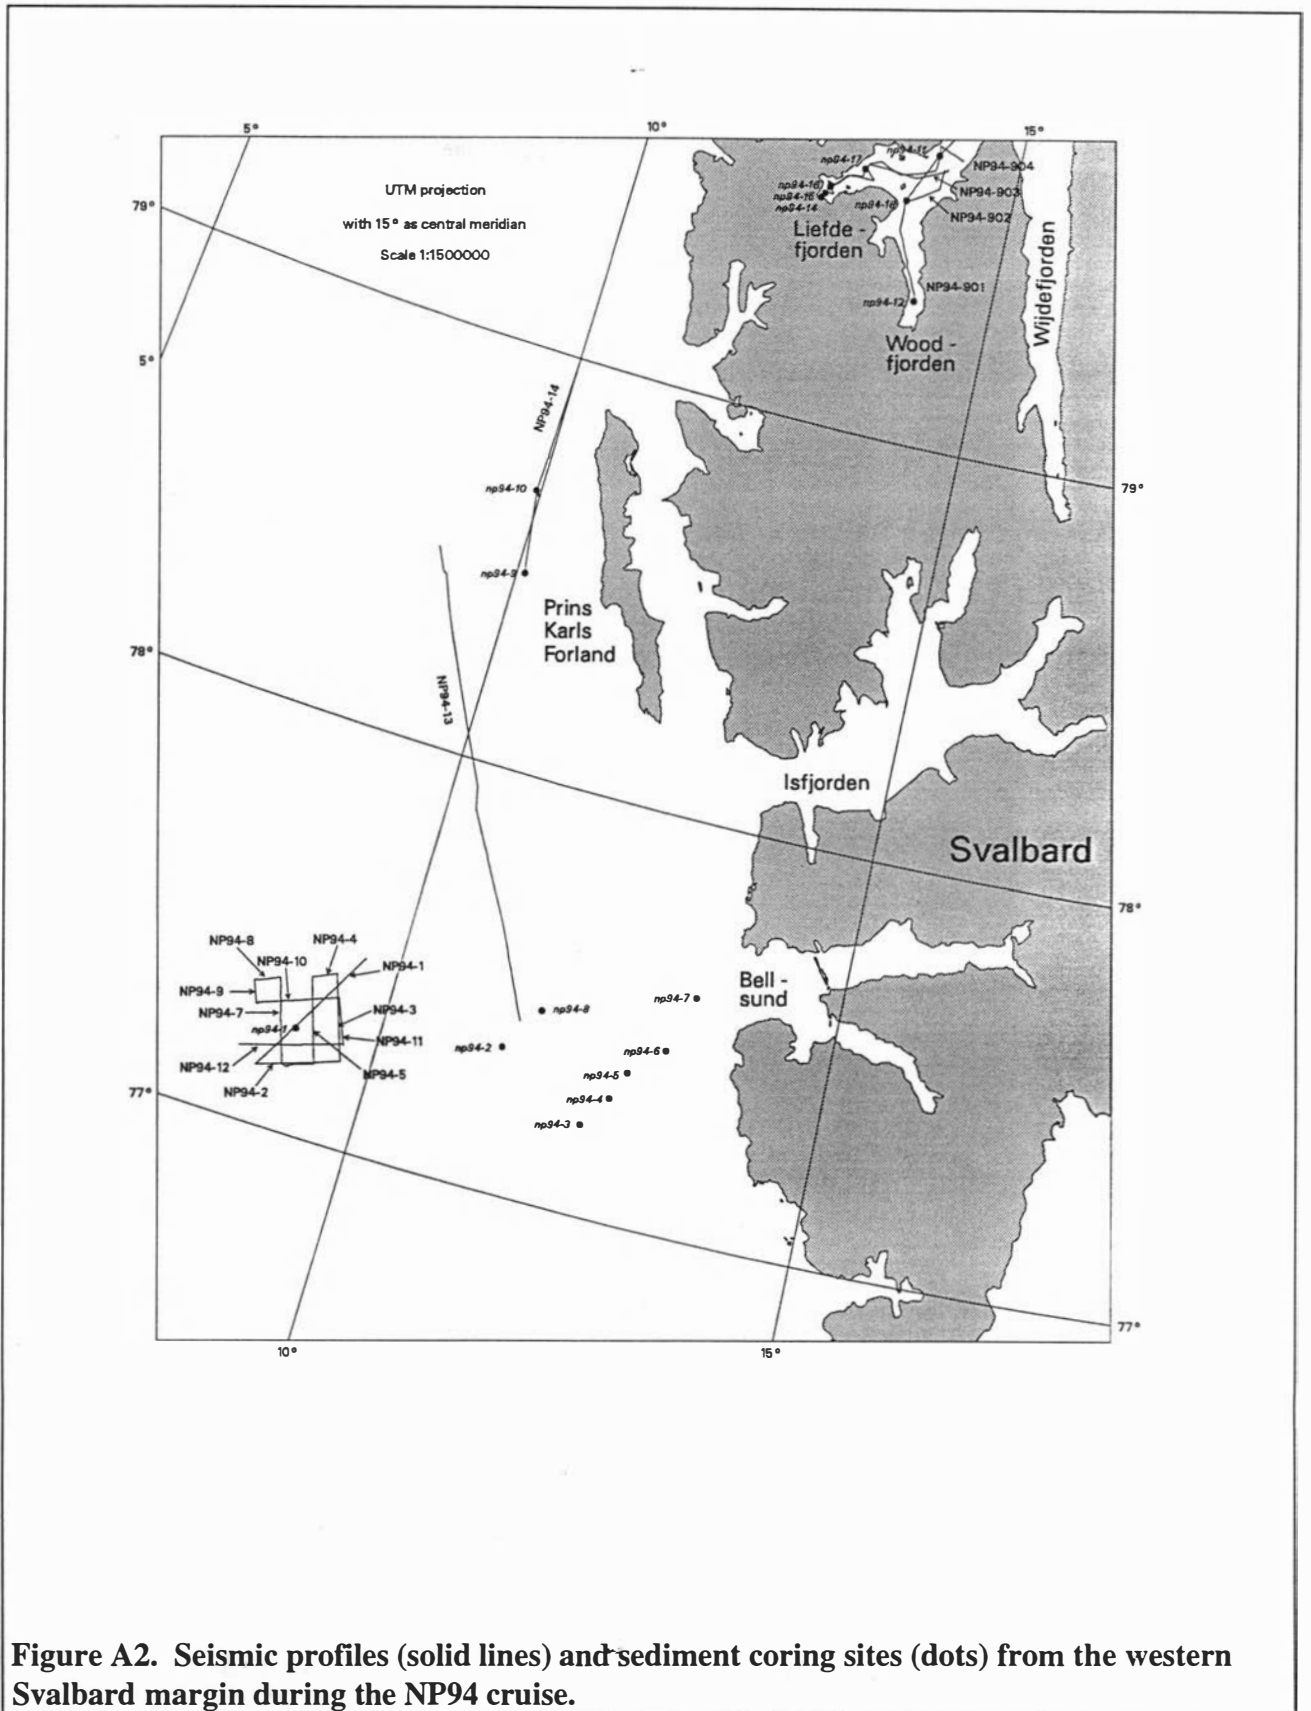 5°
10°
15°
79°
UTM projection
with 15° as central meridian
Scale 1:1500000
5°
np94-17
np94-11
NP94-904
NP94-903
NP94-902
np94-14
Liefde -
fjorden
Wijdefjorden
np94-12
NP94-901
Wood -
fjorden
NP94-14
np94-10
79°
np94-9
Prins
Karls
Forland
78°
NP94-13
Isfjorden
Svalbard
78°
NP94-8
NP94-4
NP94-10
NP94-1
NP94-9
NP94-7
NP94-3
np94-1
NP94-11
NP94-12
NP94-5
NP94-2
Bell -
sund
np94-7
np94-8
np94-2
np94-6
np94-5
np94-4
np94-3
77°
77°
10°
15°
Figure A2. Seismic profiles (solid lines) and sediment coring sites (dots) from the western
Svalbard margin during the NP94 cruise.